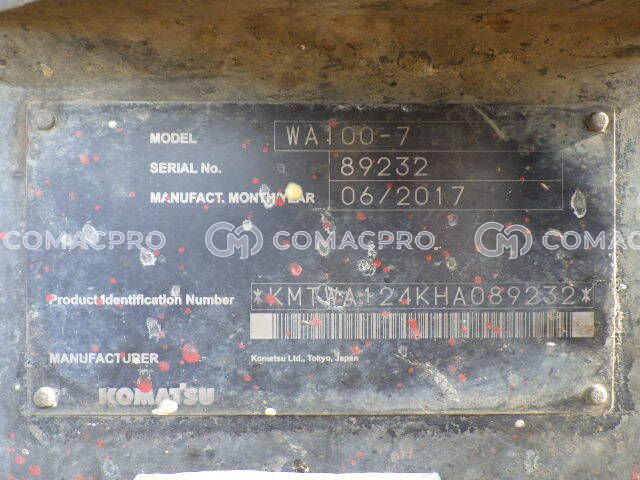 MODEL WA100-7
SERIAL No. 89232
MANUFACT. MONTH/YEAR 06/2017
COMACPRO COMACPRO COMACPRO
Product Identification Number *KMTWA124KHA089232*
MANUFACTURER Komatsu Ltd., Tokyo, Japan
KOMATSU